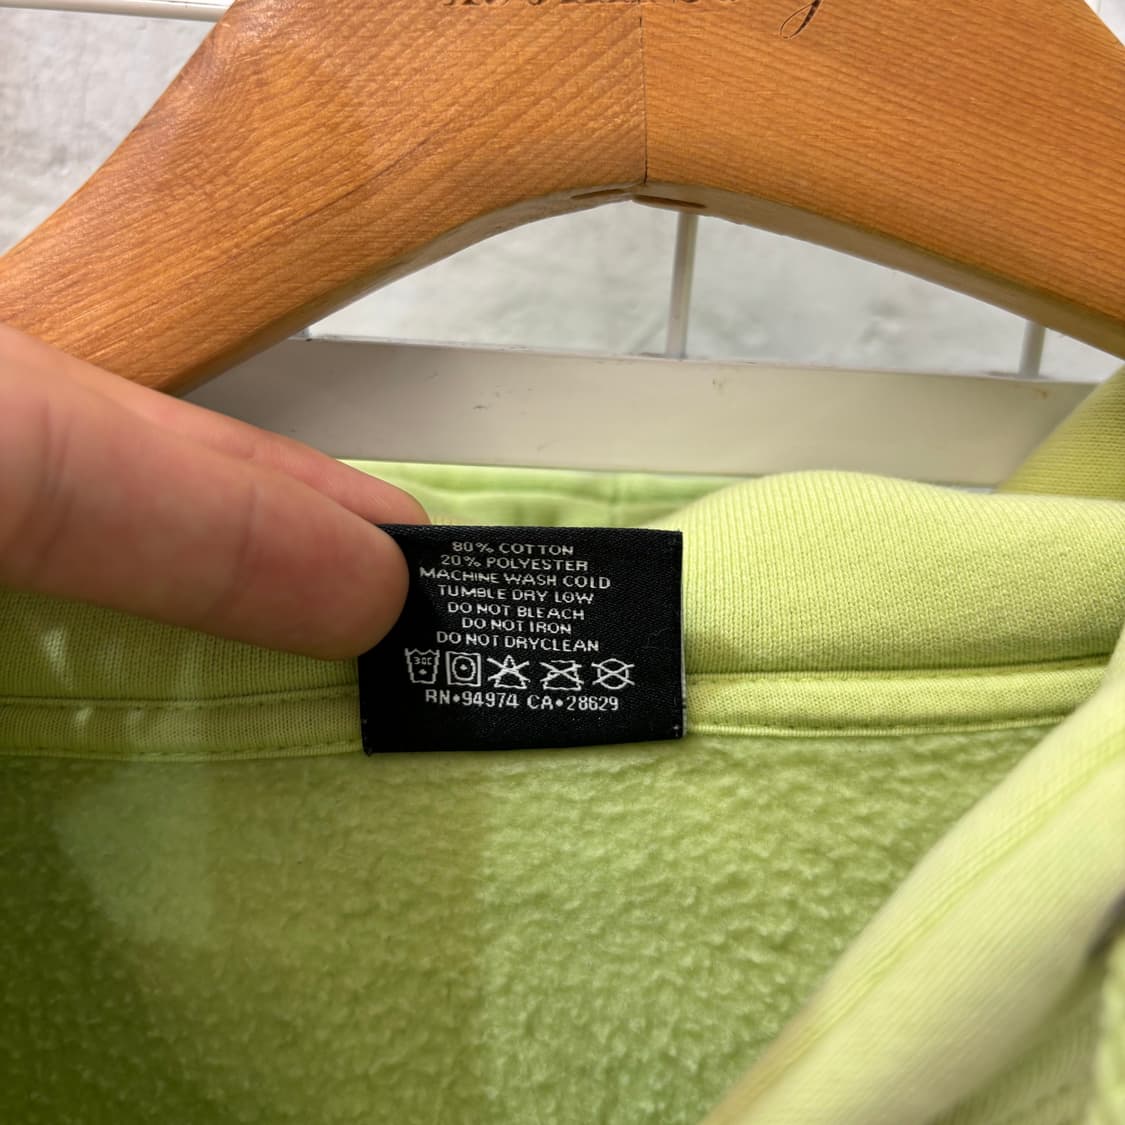 80% COTTON
20% POLYESTER
MACHINE WASH COLD
TUMBLE DRY LOW
DO NOT BLEACH
DO NOT IRON
DO NOT DRYCLEAN
30C
RN•94974 CA•28629